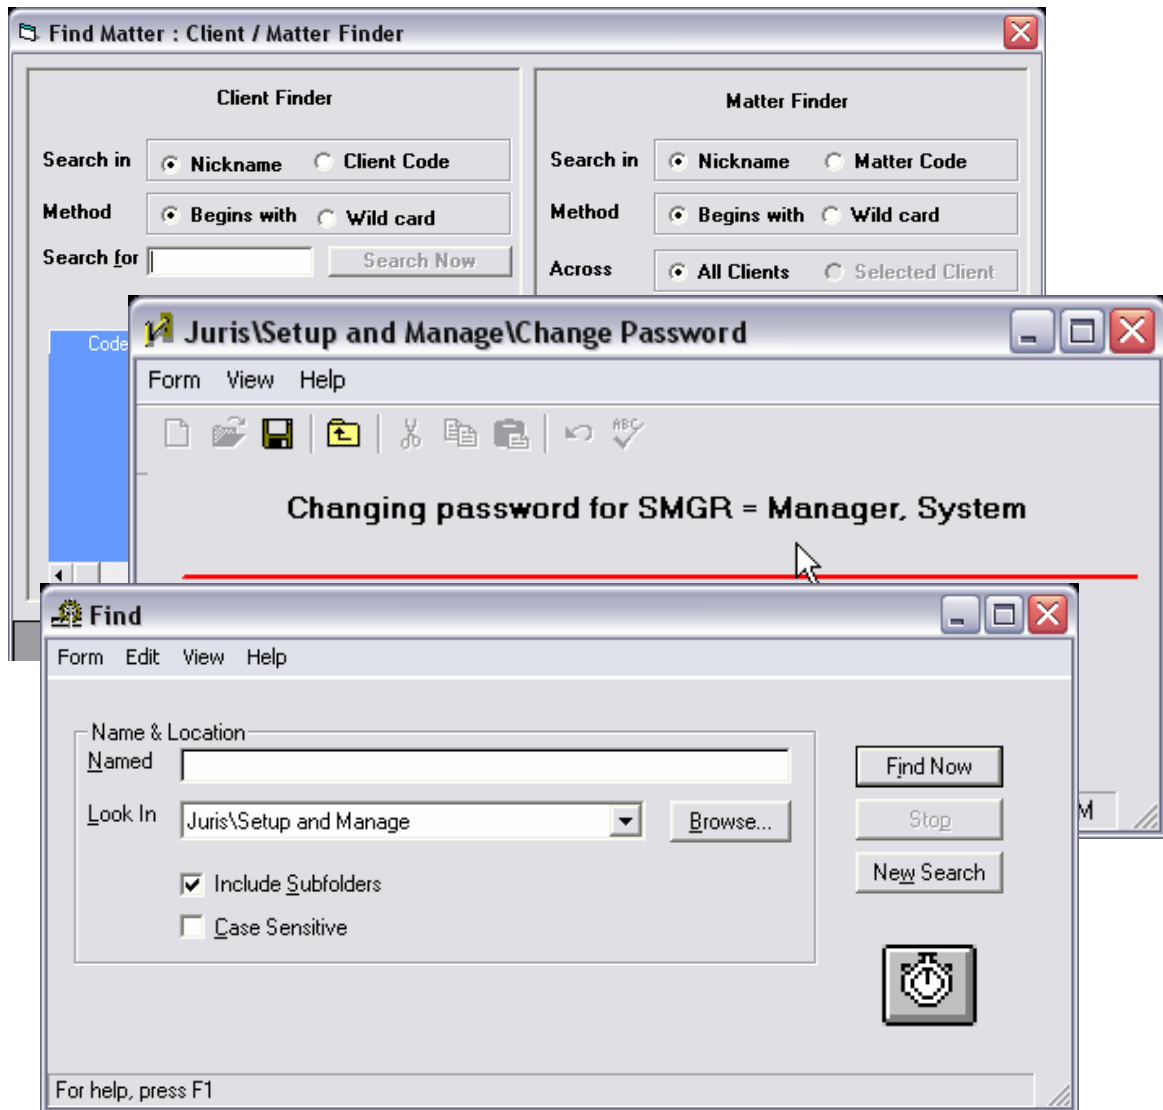 Find Matter : Client / Matter Finder
Client Finder
Search in Nickname Client Code
Method Begins with Wild card
Search for Search Now
Code
Matter Finder
Search in Nickname Matter Code
Method Begins with Wild card
Across All Clients Selected Client
Juris\Setup and Manage\Change Password
Form View Help
ABC
Changing password for SMGR = Manager, System
M
Find
Form Edit View Help
Name & Location
Named
Look In Juris\Setup and Manage Browse...
Include Subfolders
Case Sensitive
Find Now
Stop
New Search
For help, press F1